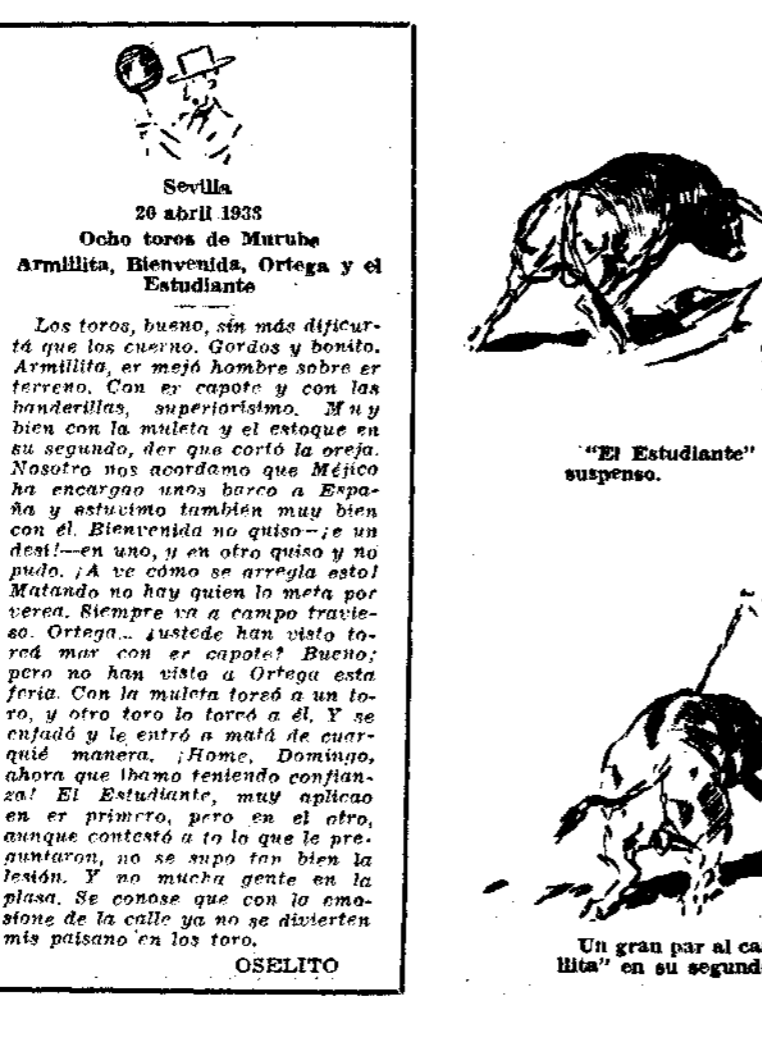 Sevilla
20 abril 1933
Ocho toros de Murube
Armillita, Bienvenida, Ortega y el
Estudiante
Los toros, bueno, sin más dificur-
tá que los cuerno. Gordos y bonito.
Armillita, er mejó hombre sobre er
terreno. Con er capote y con las
banderillas, superiorísimo. Muy
bien con la muleta y el estoque en
su segundo, der que cortó la oreja.
Nosotro nos acordamo que Méjico
ha encargao unos barco a Espa-
ña y estuvimo también muy bien
con él. Bienvenida no quiso—¡e un
desí!—en uno, y en otro quiso y no
pudo. ¡A ve cómo se arregla esto!
Matando no hay quien lo meta por
verea. Siempre va a campo travie-
so. Ortega... ¿ustede han visto to-
reá mar con er capote? Bueno;
pero no han visto a Ortega esta
feria. Con la muleta toreó a un to-
ro, y otro toro lo toreó a él. Y se
enfadó y le entró a matá de cuar-
quié manera. ¡Home, Domingo,
ahora que íbamo teniendo confian-
za! El Estudiante, muy aplicao
en er primero, pero en el otro,
aunque contestó a to lo que le pre-
guntaron, no se supo tan bien la
lesión. Y no mucha gente en la
plasa. Se conose que con la emo-
sione de la calle ya no se divierten
mis paisano en los toro.
OSELITO
"El Estudiante"
suspenso.
Un gran par al ca
llita" en su segund